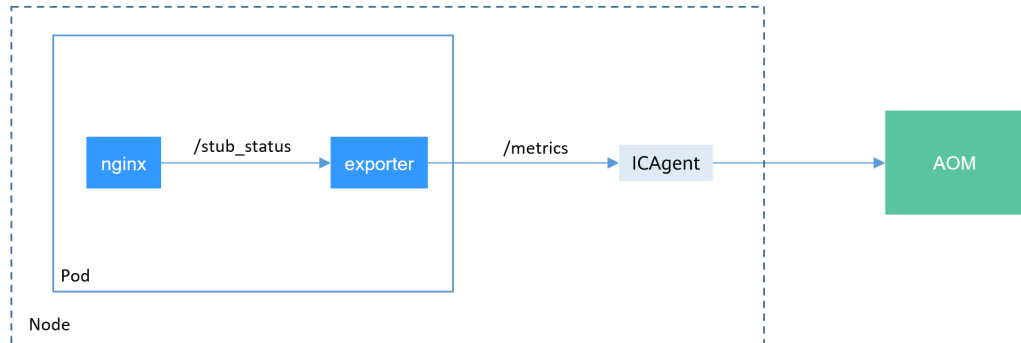 /stub_status
/metrics
nginx
exporter
ICAgent
AOM
Pod
Node